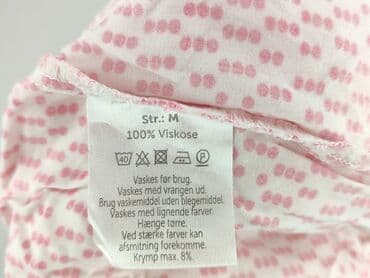 Str.: M
100% Viskose
40
Vaskes før brug.
Vaskes med vrangen ud.
Brug vaskemiddel uden blegemiddel.
Vaskes med lignende farver.
Hænge tørre.
Ved stærke farver kan
afsmitning forekomme.
Krymp max. 8%.